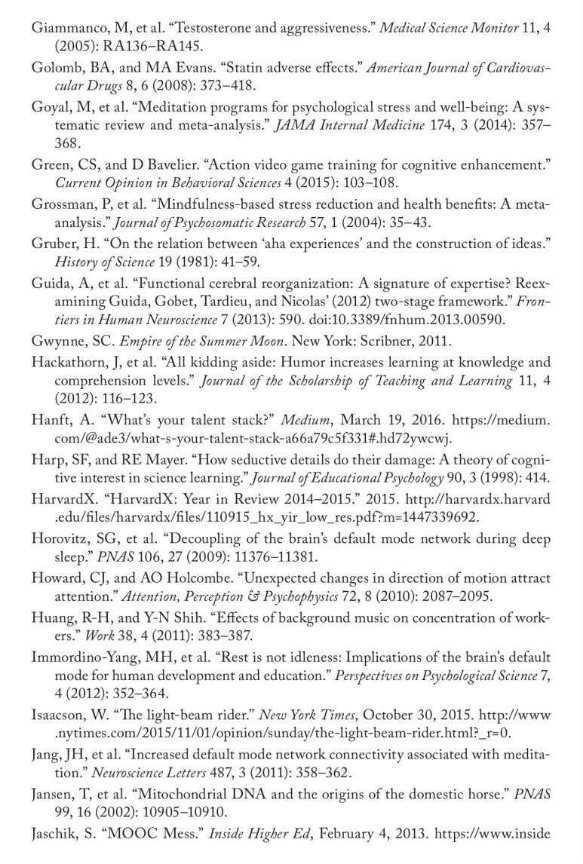 Giammanco, M, et al. “Testosterone and aggressiveness.” Medical Science Monitor 11, 4
(2005): RA136–RA145.
Golomb, BA, and MA Evans. “Statin adverse effects.” American Journal of Cardiovas-
cular Drugs 8, 6 (2008): 373–418.
Goyal, M, et al. “Meditation programs for psychological stress and well-being: A sys-
tematic review and meta-analysis.” JAMA Internal Medicine 174, 3 (2014): 357–
368.
Green, CS, and D Bavelier. “Action video game training for cognitive enhancement.”
Current Opinion in Behavioral Sciences 4 (2015): 103–108.
Grossman, P, et al. “Mindfulness-based stress reduction and health benefits: A meta-
analysis.” Journal of Psychosomatic Research 57, 1 (2004): 35–43.
Gruber, H. “On the relation between ‘aha experiences’ and the construction of ideas.”
History of Science 19 (1981): 41–59.
Guida, A, et al. “Functional cerebral reorganization: A signature of expertise? Reex-
amining Guida, Gobet, Tardieu, and Nicolas’ (2012) two-stage framework.” Fron-
tiers in Human Neuroscience 7 (2013): 590. doi:10.3389/fnhum.2013.00590.
Gwynne, SC. Empire of the Summer Moon. New York: Scribner, 2011.
Hackathorn, J, et al. “All kidding aside: Humor increases learning at knowledge and
comprehension levels.” Journal of the Scholarship of Teaching and Learning 11, 4
(2012): 116–123.
Hanft, A. “What’s your talent stack?” Medium, March 19, 2016. https://medium.
com/@ade3/what-s-your-talent-stack-a66a79c5f331#.hd72ywcwj.
Harp, SF, and RE Mayer. “How seductive details do their damage: A theory of cogni-
tive interest in science learning.” Journal of Educational Psychology 90, 3 (1998): 414.
HarvardX. “HarvardX: Year in Review 2014–2015.” 2015. http://harvardx.harvard
.edu/files/harvardx/files/110915_hx_yir_low_res.pdf?m=1447339692.
Horovitz, SG, et al. “Decoupling of the brain’s default mode network during deep
sleep.” PNAS 106, 27 (2009): 11376–11381.
Howard, CJ, and AO Holcombe. “Unexpected changes in direction of motion attract
attention.” Attention, Perception & Psychophysics 72, 8 (2010): 2087–2095.
Huang, R-H, and Y-N Shih. “Effects of background music on concentration of work-
ers.” Work 38, 4 (2011): 383–387.
Immordino-Yang, MH, et al. “Rest is not idleness: Implications of the brain’s default
mode for human development and education.” Perspectives on Psychological Science 7,
4 (2012): 352–364.
Isaacson, W. “The light-beam rider.” New York Times, October 30, 2015. http://www
.nytimes.com/2015/11/01/opinion/sunday/the-light-beam-rider.html?_r=0.
Jang, JH, et al. “Increased default mode network connectivity associated with medita-
tion.” Neuroscience Letters 487, 3 (2011): 358–362.
Jansen, T, et al. “Mitochondrial DNA and the origins of the domestic horse.” PNAS
99, 16 (2002): 10905–10910.
Jaschik, S. “MOOC Mess.” Inside Higher Ed, February 4, 2013. https://www.inside